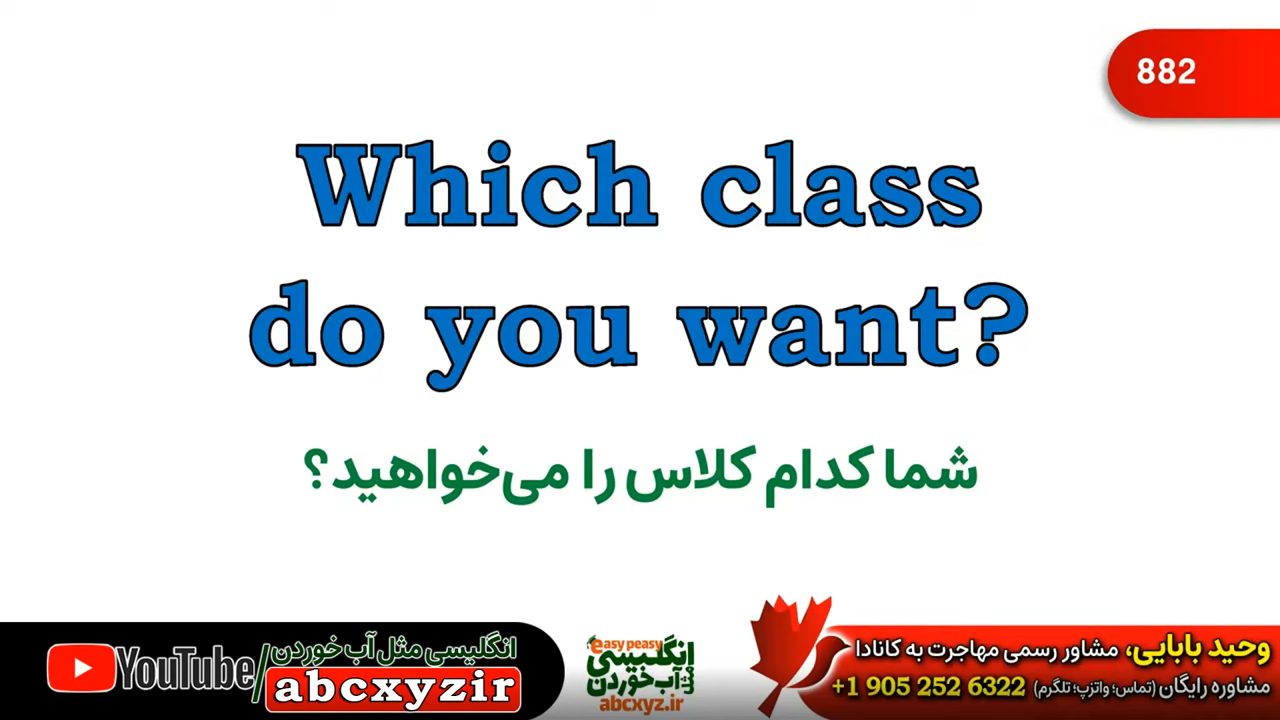 882
Which class
do you want?
شما کدام کلاس را می‌خواهید؟
YouTube/
انگلیسی مثل آب خوردن
abcxyzir
easy peasy
انگلیسی
مثل آب خوردن
abcxyz.ir
وحید بابایی، مشاور رسمی مهاجرت به کانادا
مشاوره رایگان (تماس؛ واتزپ؛ تلگرم) +1 905 252 6322